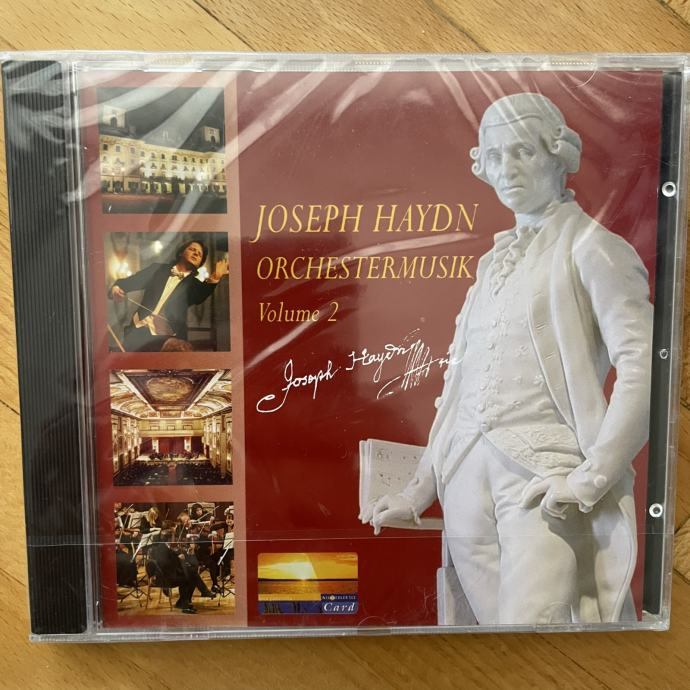 JOSEPH HAYDN
ORCHESTERMUSIK
Volume 2
Joseph Haydn
Card